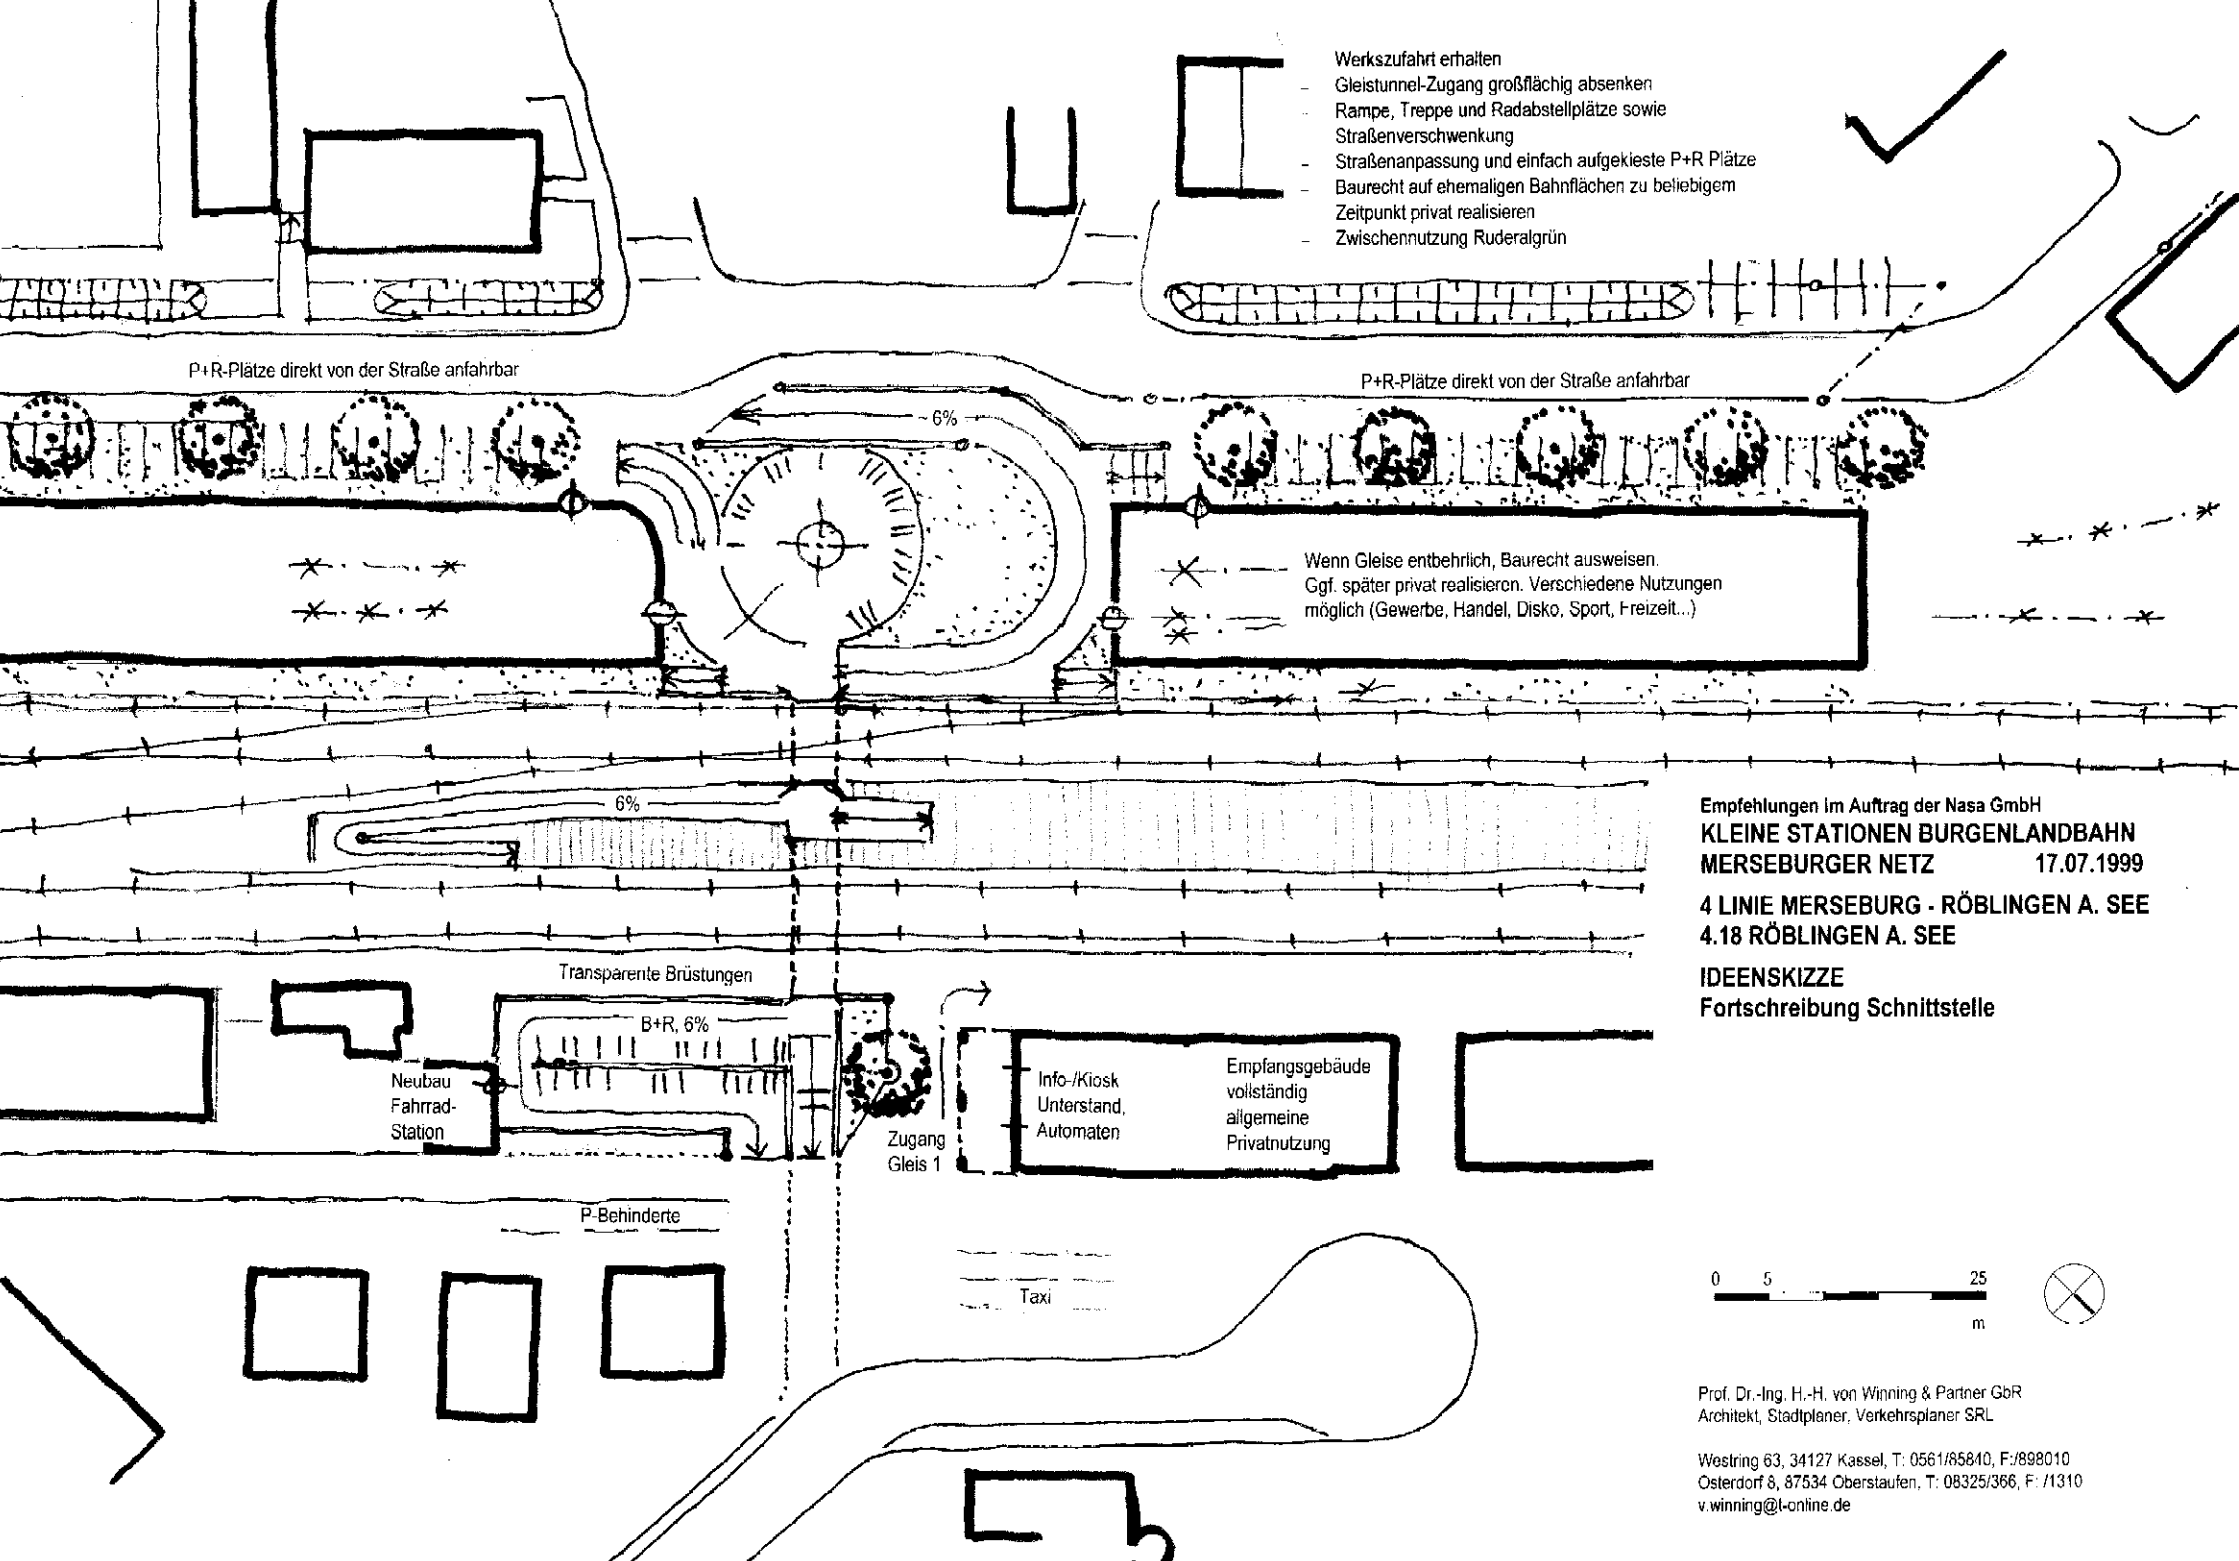 Werkszufahrt erhalten
– Gleistunnel-Zugang großflächig absenken
– Rampe, Treppe und Radabstellplätze sowie
Straßenverschwenkung
– Straßenanpassung und einfach aufgekieste P+R Plätze
– Baurecht auf ehemaligen Bahnflächen zu beliebigem
Zeitpunkt privat realisieren
– Zwischennutzung Ruderalgrün
P+R-Plätze direkt von der Straße anfahrbar
P+R-Plätze direkt von der Straße anfahrbar
~6%
Wenn Gleise entbehrlich, Baurecht ausweisen.
Ggf. später privat realisieren. Verschiedene Nutzungen
möglich (Gewerbe, Handel, Disko, Sport, Freizeit...)
6%
Empfehlungen im Auftrag der Nasa GmbH
KLEINE STATIONEN BURGENLANDBAHN
MERSEBURGER NETZ 17.07.1999
4 LINIE MERSEBURG - RÖBLINGEN A. SEE
4.18 RÖBLINGEN A. SEE
IDEENSKIZZE
Fortschreibung Schnittstelle
Transparente Brüstungen
B+R, 6%
Neubau
Fahrrad-
Station
Zugang
Gleis 1
Info-/Kiosk
Unterstand,
Automaten
Empfangsgebäude
vollständig
allgemeine
Privatnutzung
P-Behinderte
Taxi
0 5 25
m
Prof. Dr.-Ing. H.-H. von Winning & Partner GbR
Architekt, Stadtplaner, Verkehrsplaner SRL
Westring 63, 34127 Kassel, T: 0561/85840, F:/898010
Osterdorf 8, 87534 Oberstaufen, T: 08325/366, F: /1310
v.winning@t-online.de